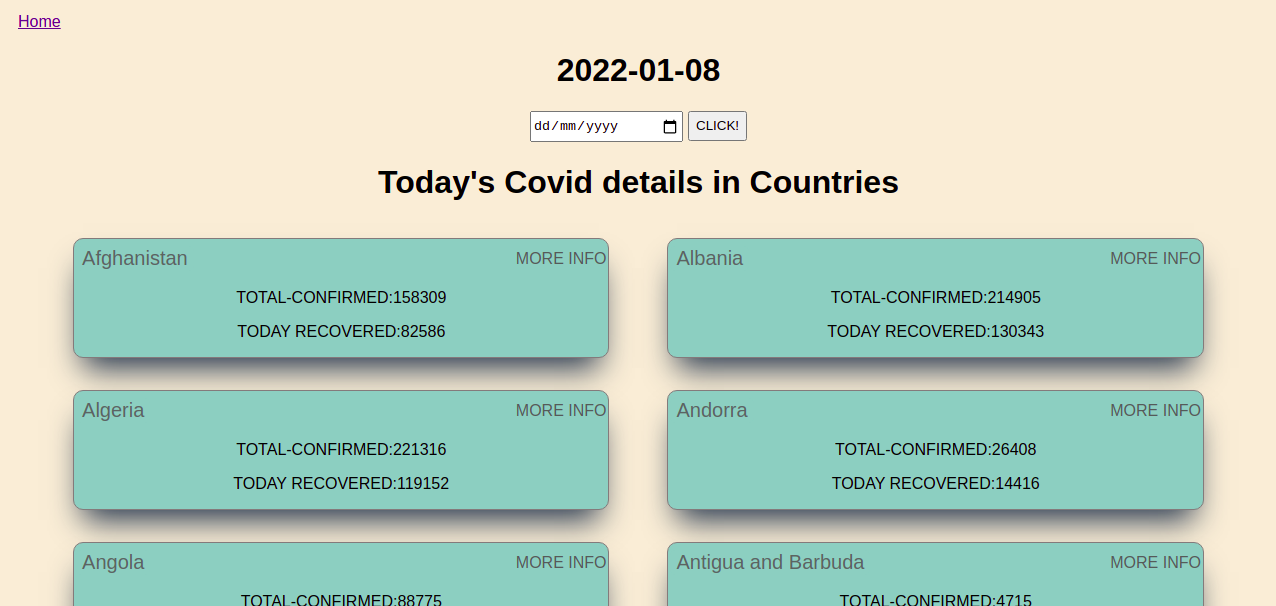 Home
2022-01-08
dd/mm/yyyy CLICK!
Today's Covid details in Countries
Afghanistan MORE INFO
TOTAL-CONFIRMED:158309
TODAY RECOVERED:82586
Albania MORE INFO
TOTAL-CONFIRMED:214905
TODAY RECOVERED:130343
Algeria MORE INFO
TOTAL-CONFIRMED:221316
TODAY RECOVERED:119152
Andorra MORE INFO
TOTAL-CONFIRMED:26408
TODAY RECOVERED:14416
Angola MORE INFO
TOTAL-CONFIRMED:88775
Antigua and Barbuda MORE INFO
TOTAL-CONFIRMED:4715